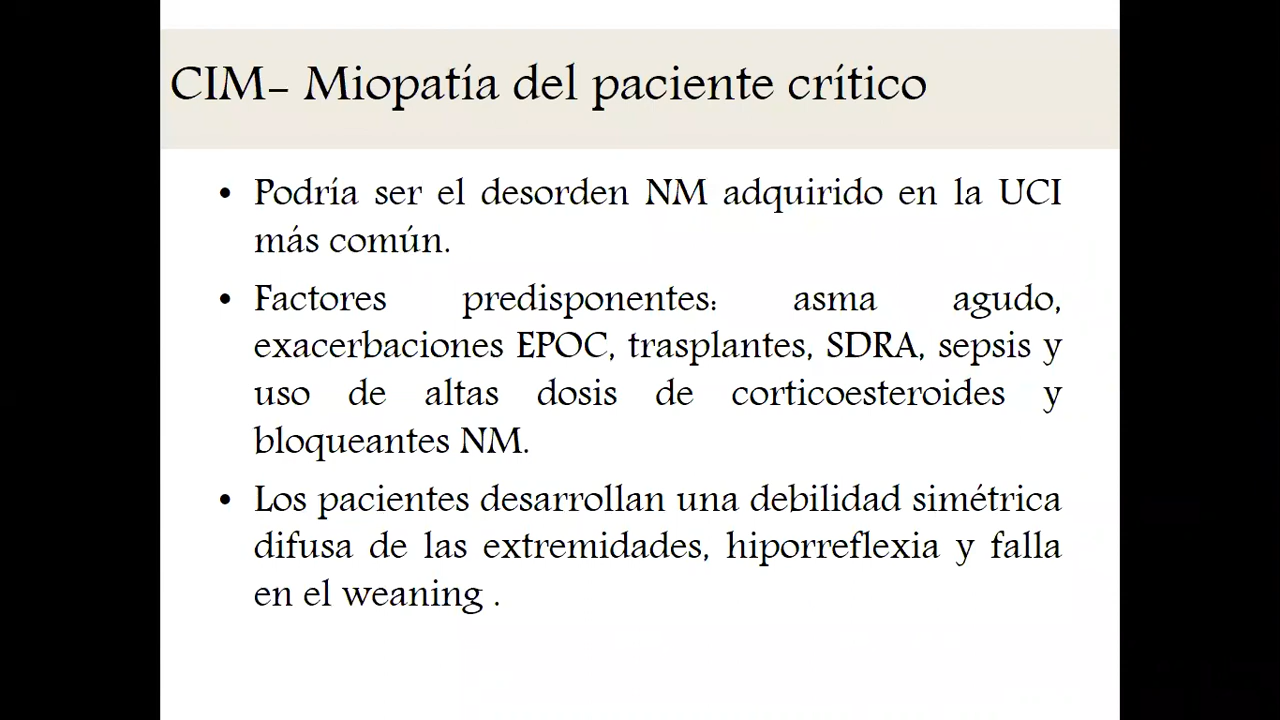 CIM- Miopatía del paciente crítico
• Podría ser el desorden NM adquirido en la UCI
más común.
• Factores predisponentes: asma agudo,
exacerbaciones EPOC, trasplantes, SDRA, sepsis y
uso de altas dosis de corticoesteroides y
bloqueantes NM.
• Los pacientes desarrollan una debilidad simétrica
difusa de las extremidades, hiporreflexia y falla
en el weaning .